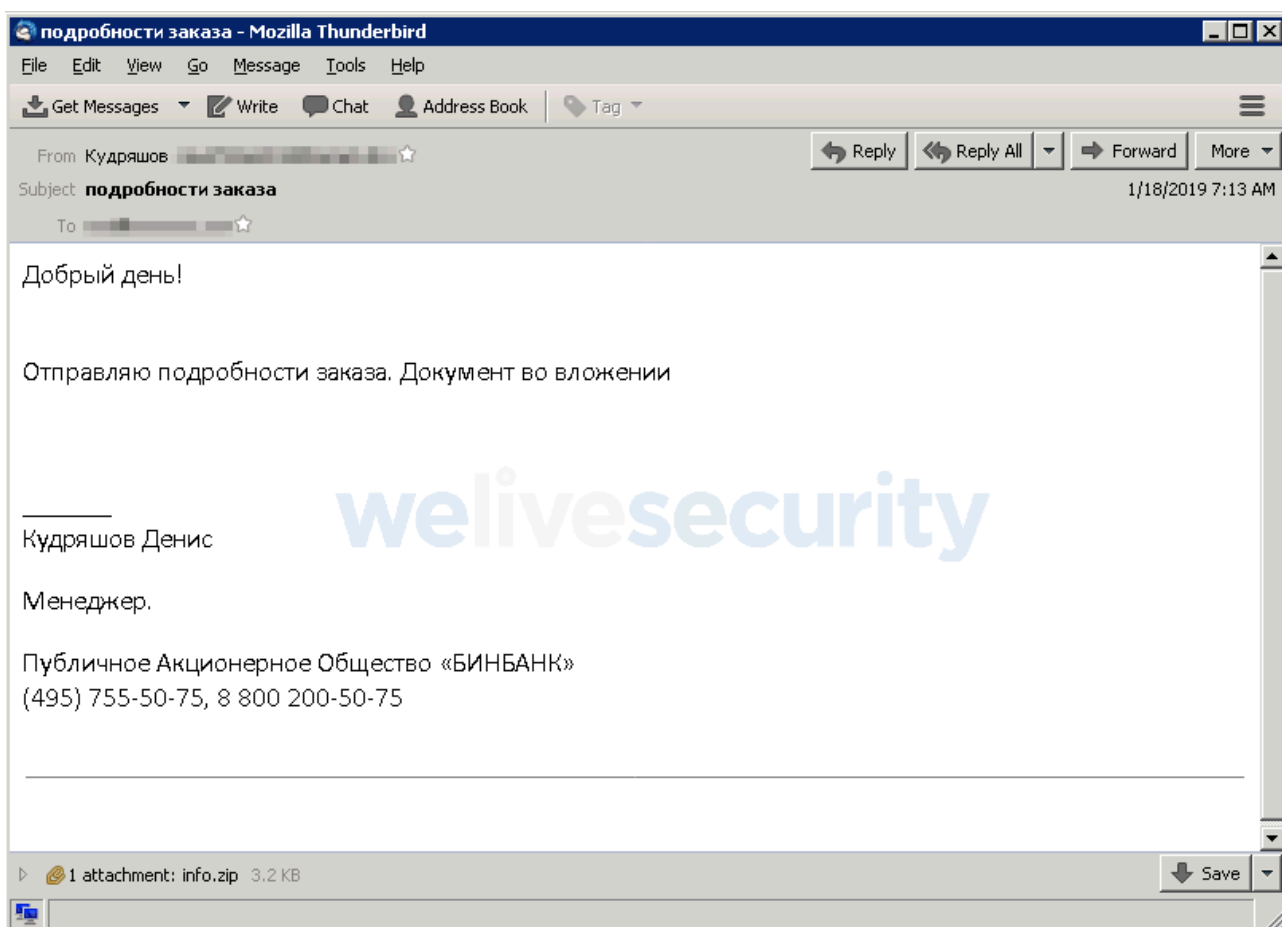 подробности заказа - Mozilla Thunderbird
File Edit View Go Message Tools Help
Get Messages Write Chat Address Book Tag
From Кудряшов
Reply Reply All Forward More
Subject подробности заказа
1/18/2019 7:13 AM
To
Добрый день!
Отправляю подробности заказа. Документ во вложении
welivesecurity
Кудряшов Денис
Менеджер.
Публичное Акционерное Общество «БИНБАНК»
(495) 755-50-75, 8 800 200-50-75
1 attachment: info.zip 3.2 KB
Save